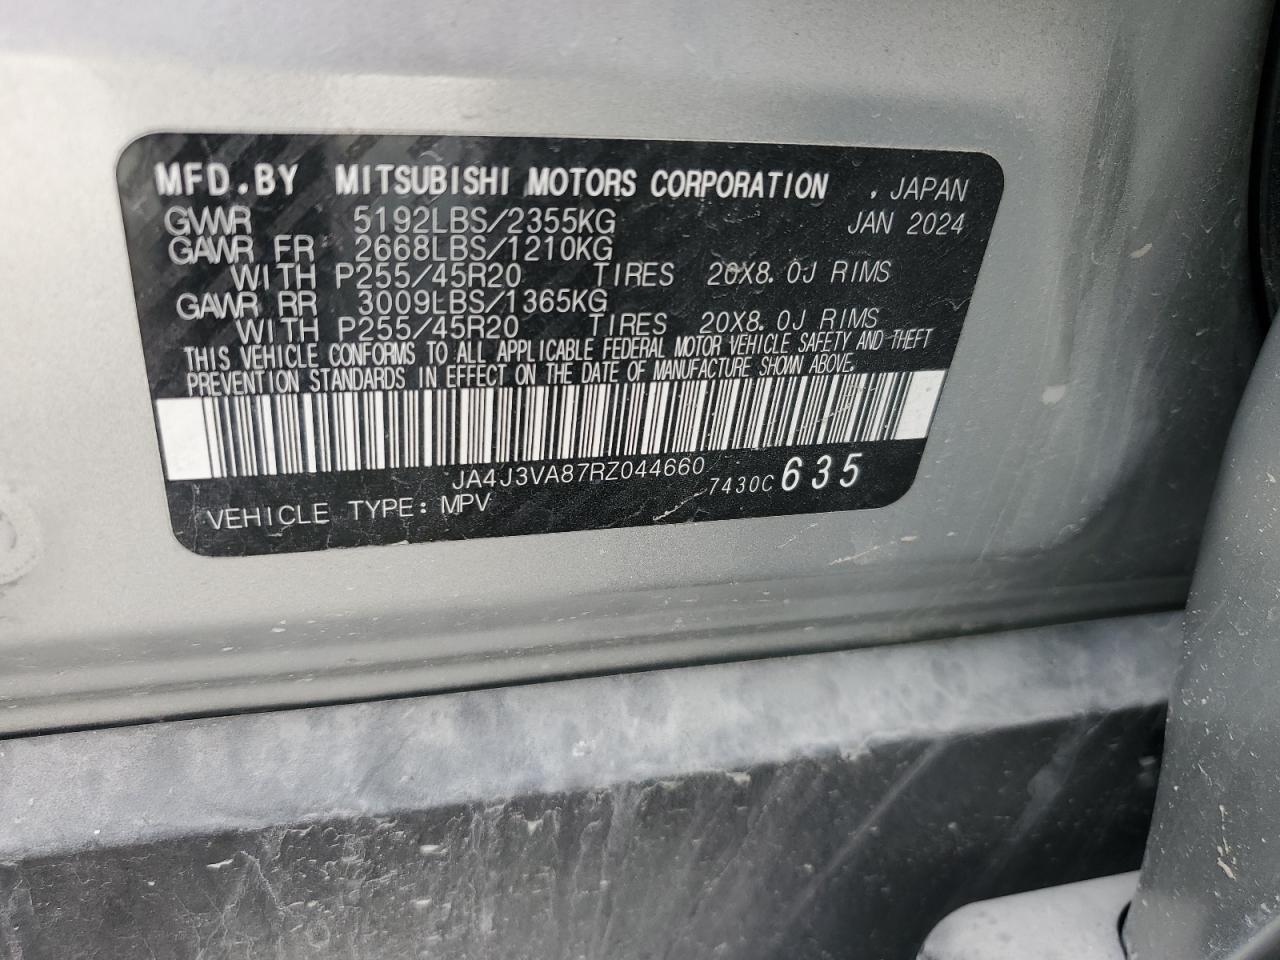 MFD.BY MITSUBISHI MOTORS CORPORATION , JAPAN
GVWR 5192LBS/2355KG JAN 2024
GAWR FR 2668LBS/1210KG
WITH P255/45R20 TIRES 20X8.0J RIMS
GAWR RR 3009LBS/1365KG
WITH P255/45R20 TIRES 20X8.0J RIMS
THIS VEHICLE CONFORMS TO ALL APPLICABLE FEDERAL MOTOR VEHICLE SAFETY AND THEFT
PREVENTION STANDARDS IN EFFECT ON THE DATE OF MANUFACTURE SHOWN ABOVE.
JA4J3VA87RZ044660
7430C 635
VEHICLE TYPE: MPV